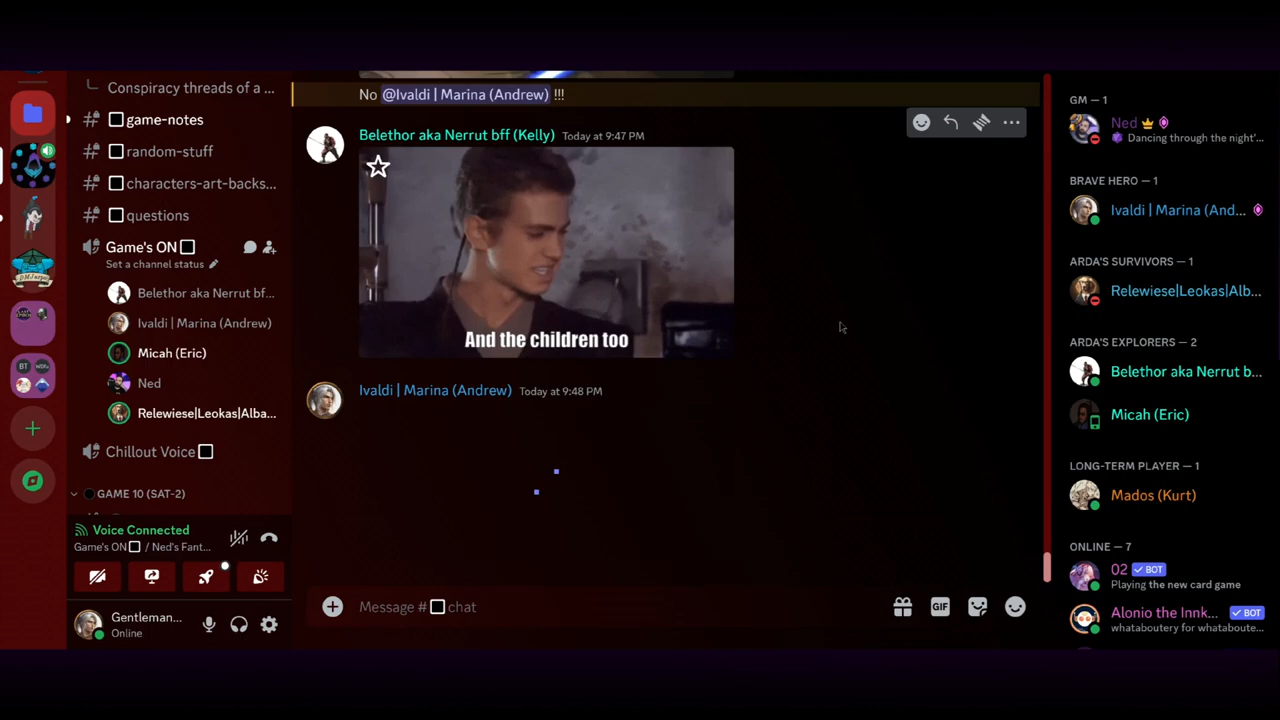 Conspiracy threads of a ...
game-notes
random-stuff
characters-art-backs...
questions
Game's ON
Set a channel status
Belethor aka Nerrut bf...
Ivaldi | Marina (Andrew)
Micah (Eric)
Ned
Relewiese|Leokas|Alba...
Chillout Voice
GAME 10 (SAT-2)
Voice Connected
Game's ON / Ned's Fant...
Gentleman...
Online
No @Ivaldi | Marina (Andrew) !!!
Belethor aka Nerrut bff (Kelly) Today at 9:47 PM
And the children too
Ivaldi | Marina (Andrew) Today at 9:48 PM
Message # chat
GIF
GM — 1
Ned
Dancing through the night'...
BRAVE HERO — 1
Ivaldi | Marina (And...
ARDA'S SURVIVORS — 1
Relewiese|Leokas|Alb...
ARDA'S EXPLORERS — 2
Belethor aka Nerrut b...
Micah (Eric)
LONG-TERM PLAYER — 1
Mados (Kurt)
ONLINE — 7
02 BOT
Playing the new card game
Alonio the Innk... BOT
whataboutery for whataboute...